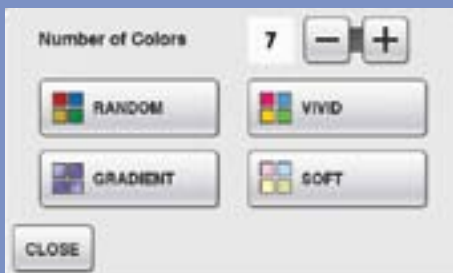 Number of Colors 7 − +
RANDOM VIVID
GRADIENT SOFT
CLOSE